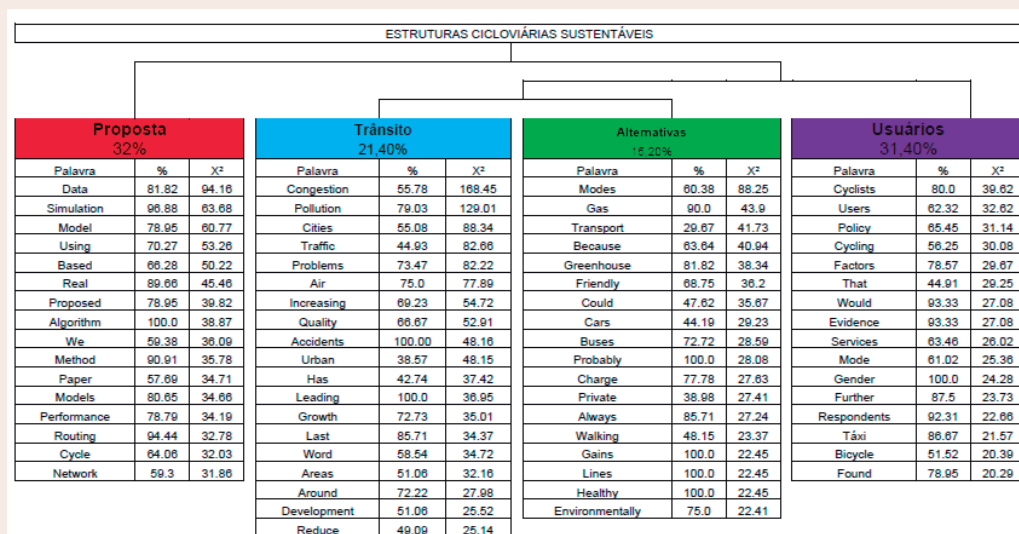 ESTRUTURAS CICLOVIÁRIAS SUSTENTÁVEIS
Proposta
32%
Palavra % X²
Data 81.82 94.16
Simulation 96.88 63.68
Model 78.95 60.77
Using 70.27 53.26
Based 66.28 50.22
Real 89.66 45.46
Proposed 78.95 39.82
Algorithm 100.0 38.87
We 59.38 36.09
Method 90.91 35.78
Paper 57.69 34.71
Models 80.65 34.66
Performance 78.79 34.19
Routing 94.44 32.78
Cycle 64.06 32.03
Network 59.3 31.86
Trânsito
21,40%
Palavra % X²
Congestion 55.78 168.45
Pollution 79.03 129.01
Cities 55.08 88.34
Traffic 44.93 82.66
Problems 73.47 82.22
Air 75.0 77.89
Increasing 69.23 54.72
Quality 66.67 52.91
Accidents 100.00 48.16
Urban 38.57 48.15
Has 42.74 37.42
Leading 100.0 36.95
Growth 72.73 35.01
Last 85.71 34.37
Word 58.54 34.72
Areas 51.06 32.16
Around 72.22 27.98
Development 51.06 25.52
Reduce 49.09 25.14
Alternativas
15,20%
Palavra % X²
Modes 60.38 88.25
Gas 90.0 43.9
Transport 29.67 41.73
Because 63.64 40.94
Greenhouse 81.82 38.34
Friendly 68.75 36.2
Could 47.62 35.67
Cars 44.19 29.23
Buses 72.72 28.59
Probably 100.0 28.08
Charge 77.78 27.63
Private 38.98 27.41
Always 85.71 27.24
Walking 48.15 23.37
Gains 100.0 22.45
Lines 100.0 22.45
Healthy 100.0 22.45
Environmentally 75.0 22.41
Usuários
31,40%
Palavra % X²
Cyclists 80.0 39.62
Users 62.32 32.62
Policy 65.45 31.14
Cycling 56.25 30.08
Factors 78.57 29.67
That 44.91 29.25
Would 93.33 27.08
Evidence 93.33 27.08
Services 63.46 26.02
Mode 61.02 25.36
Gender 100.0 24.28
Further 87.5 23.73
Respondents 92.31 22.66
Táxi 86.67 21.57
Bicycle 51.52 20.39
Found 78.95 20.29